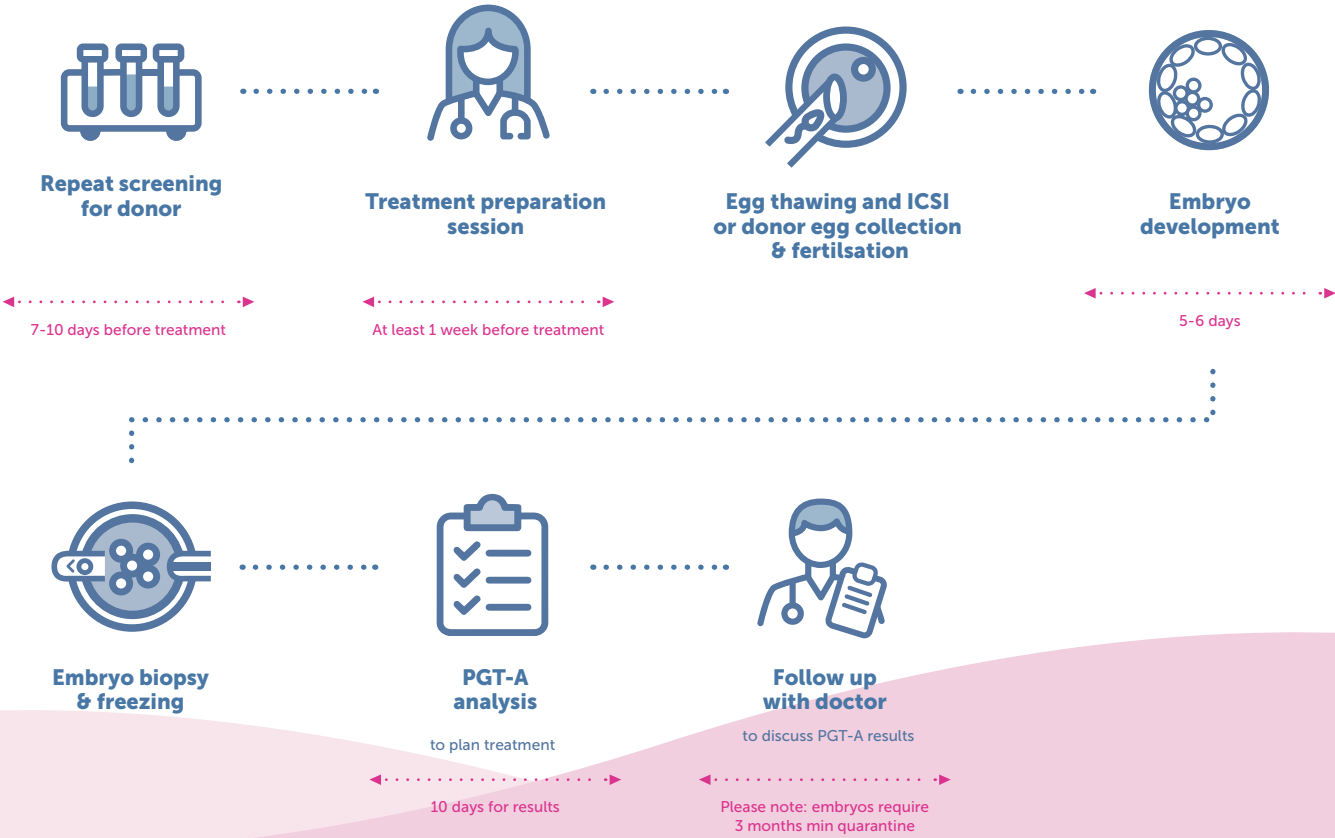 Repeat screening
for donor
7-10 days before treatment
Treatment preparation
session
At least 1 week before treatment
Egg thawing and ICSI
or donor egg collection
& fertilsation
Embryo
development
5-6 days
Embryo biopsy
& freezing
PGT-A
analysis
to plan treatment
10 days for results
Follow up
with doctor
to discuss PGT-A results
Please note: embryos require
3 months min quarantine